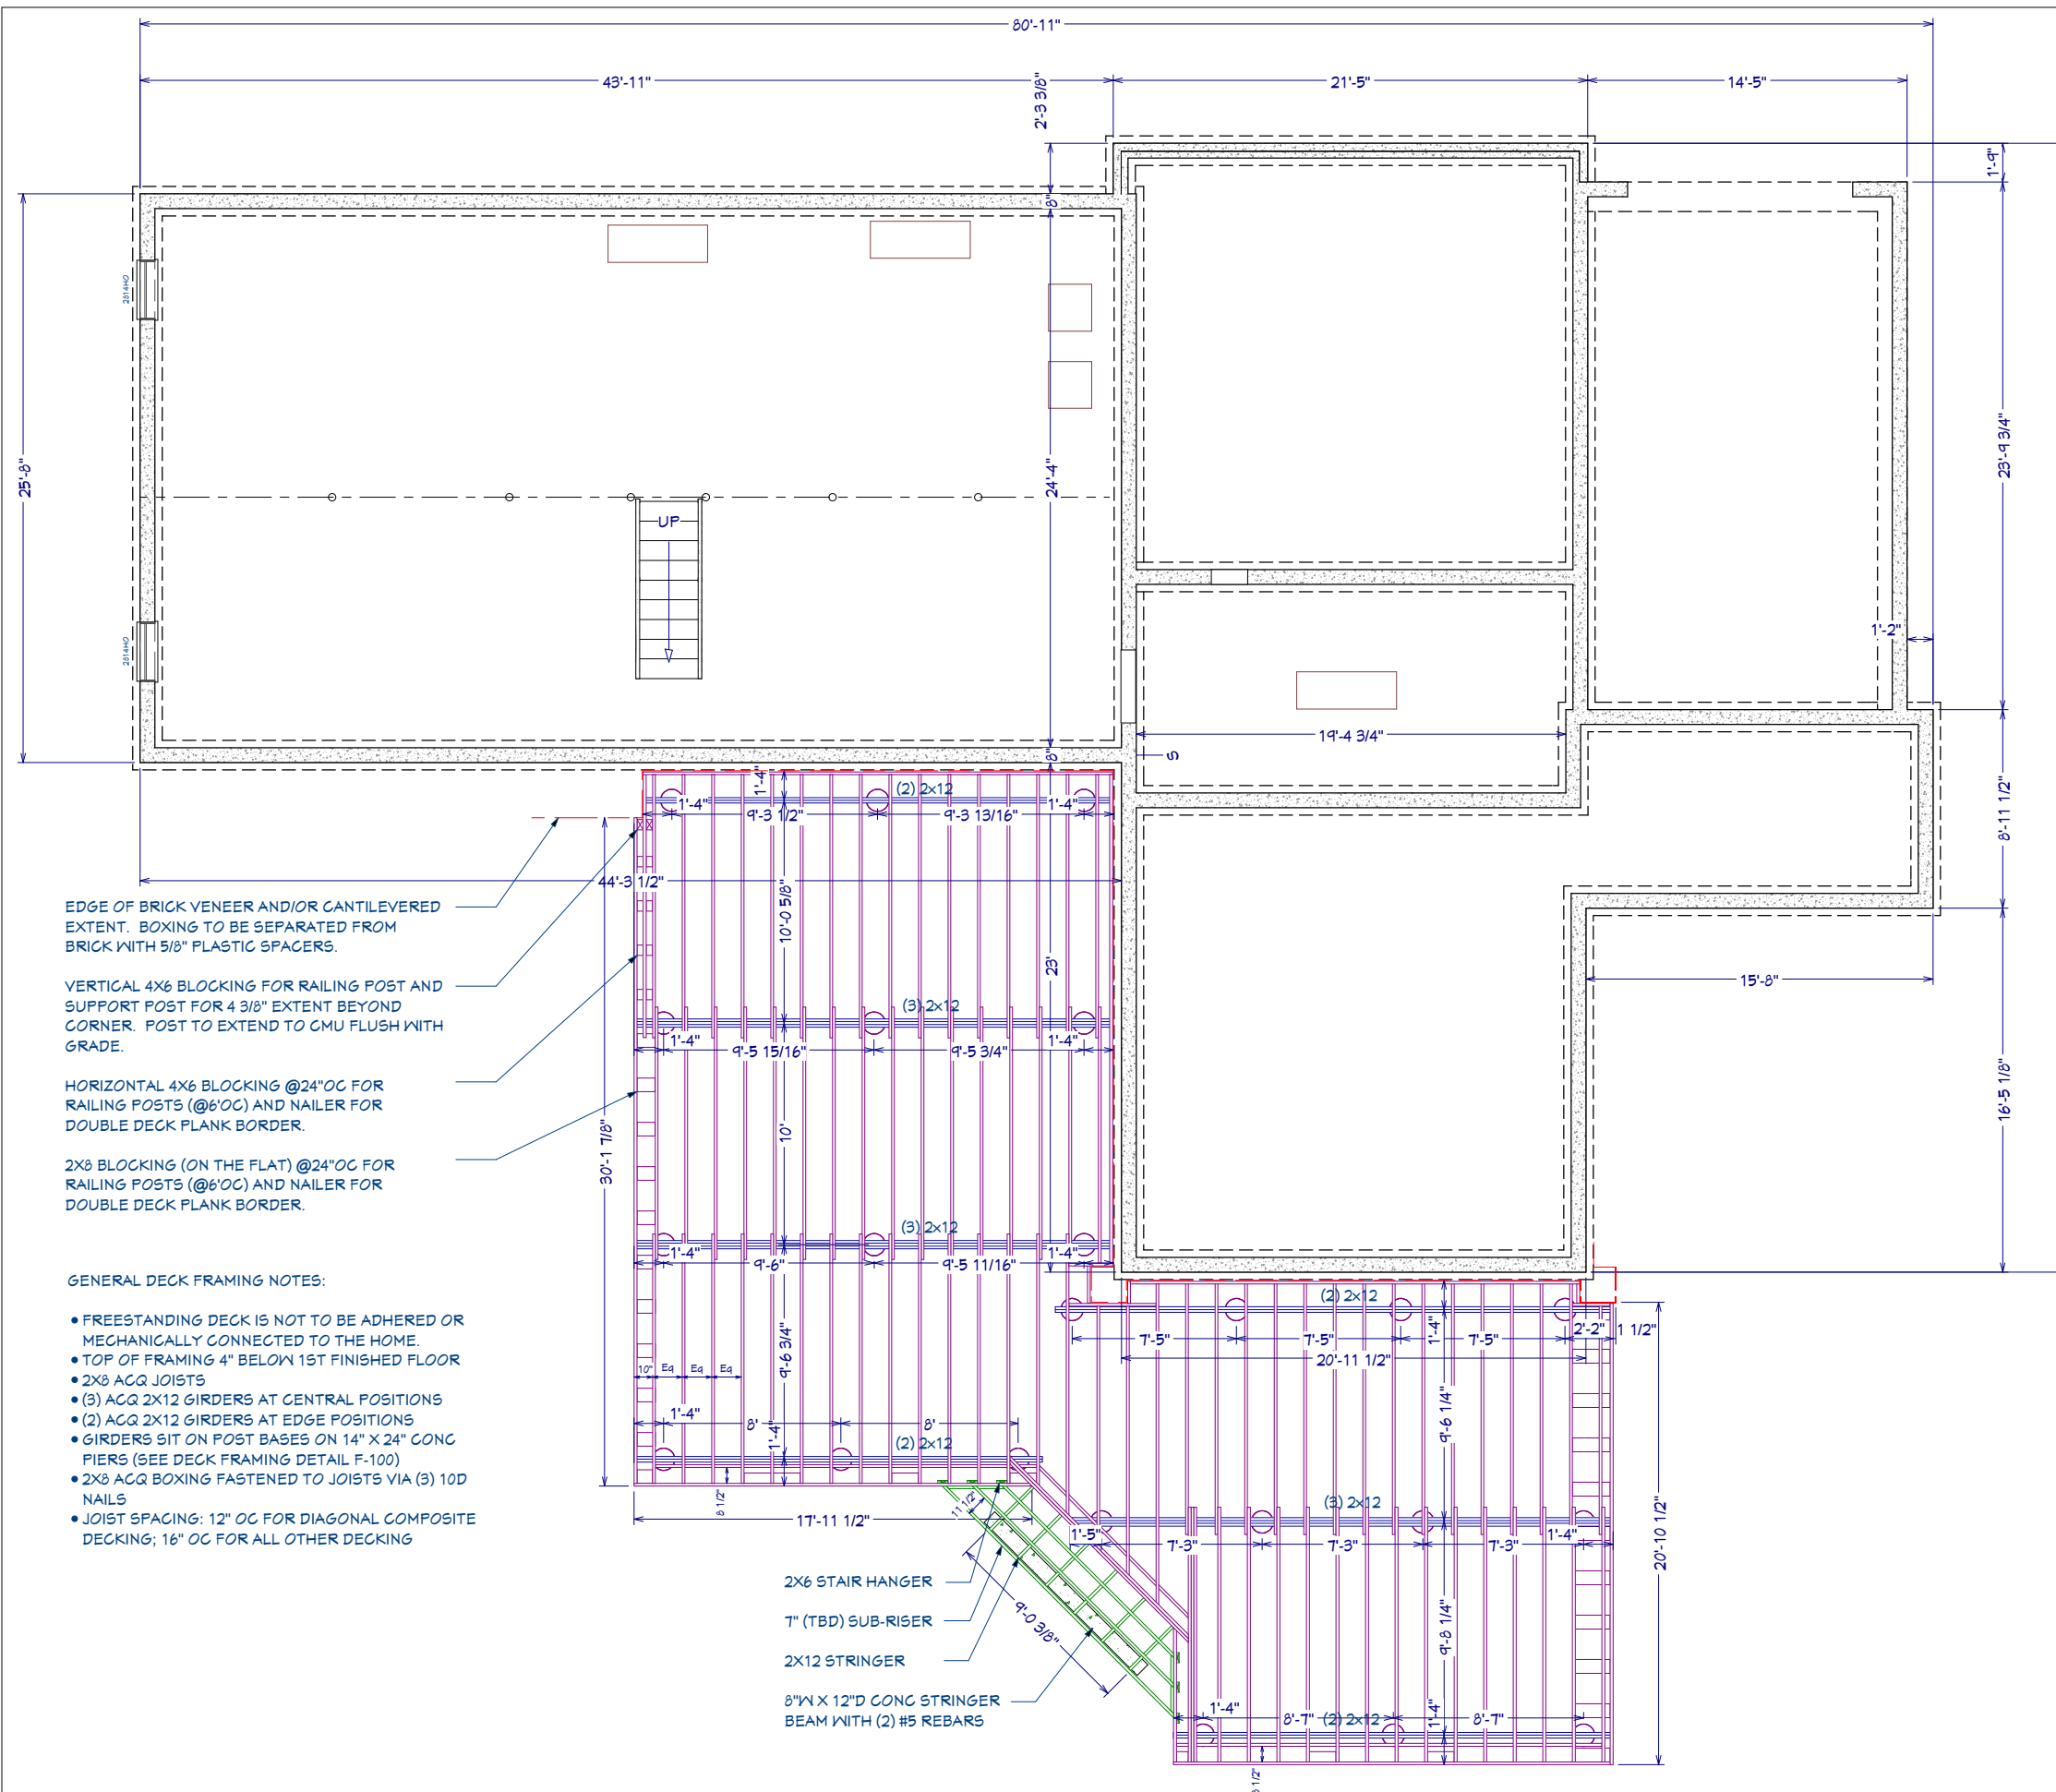 80'-11"
43'-11"
21'-5"
14'-5"
2'-3 3/8"
1'-9"
8"
25'-8"
24'-4"
23'-9 3/4"
2814HO
2814HO
UP
1'-2"
19'-4 3/4"
S
8"
8'-11 1/2"
1'-4"
(2) 2x12
1'-4"
1'-4"
9'-3 1/2"
9'-3 13/16"
44'-3 1/2"
10'-0 5/8"
23'
15'-8"
16'-5 1/8"
EDGE OF BRICK VENEER AND/OR CANTILEVERED
EXTENT. BOXING TO BE SEPARATED FROM
BRICK WITH 5/8" PLASTIC SPACERS.
VERTICAL 4X6 BLOCKING FOR RAILING POST AND
SUPPORT POST FOR 4 3/8" EXTENT BEYOND
CORNER. POST TO EXTEND TO CMU FLUSH WITH
GRADE.
HORIZONTAL 4X6 BLOCKING @24"OC FOR
RAILING POSTS (@6'OC) AND NAILER FOR
DOUBLE DECK PLANK BORDER.
2X8 BLOCKING (ON THE FLAT) @24"OC FOR
RAILING POSTS (@6'OC) AND NAILER FOR
DOUBLE DECK PLANK BORDER.
(3) 2x12
1'-4"
1'-4"
9'-5 15/16"
9'-5 3/4"
30'-1 7/8"
10'
(3) 2x12
1'-4"
1'-4"
9'-6"
9'-5 11/16"
GENERAL DECK FRAMING NOTES:
• FREESTANDING DECK IS NOT TO BE ADHERED OR
MECHANICALLY CONNECTED TO THE HOME.
• TOP OF FRAMING 4" BELOW 1ST FINISHED FLOOR
• 2X8 ACQ JOISTS
• (3) ACQ 2X12 GIRDERS AT CENTRAL POSITIONS
• (2) ACQ 2X12 GIRDERS AT EDGE POSITIONS
• GIRDERS SIT ON POST BASES ON 14" X 24" CONC
PIERS (SEE DECK FRAMING DETAIL F-100)
• 2X8 ACQ BOXING FASTENED TO JOISTS VIA (3) 10D
NAILS
• JOIST SPACING: 12" OC FOR DIAGONAL COMPOSITE
DECKING; 16" OC FOR ALL OTHER DECKING
9'-6 3/4"
10"
Eq
Eq
Eq
1'-4"
8'
8'
1'-4"
(2) 2x12
8 1/2"
17'-11 1/2"
11 1/2"
9'-0 3/8"
(2) 2x12
1'-4"
7'-5"
7'-5"
7'-5"
2'-2"
1 1/2"
20'-11 1/2"
9'-6 1/4"
(3) 2x12
1'-5"
1'-4"
7'-3"
7'-3"
7'-3"
20'-10 1/2"
9'-8 1/4"
2X6 STAIR HANGER
7" (TBD) SUB-RISER
2X12 STRINGER
8"W X 12"D CONC STRINGER
BEAM WITH (2) #5 REBARS
1'-4"
1'-4"
8'-7"
(2) 2x12
8'-7"
1/2"